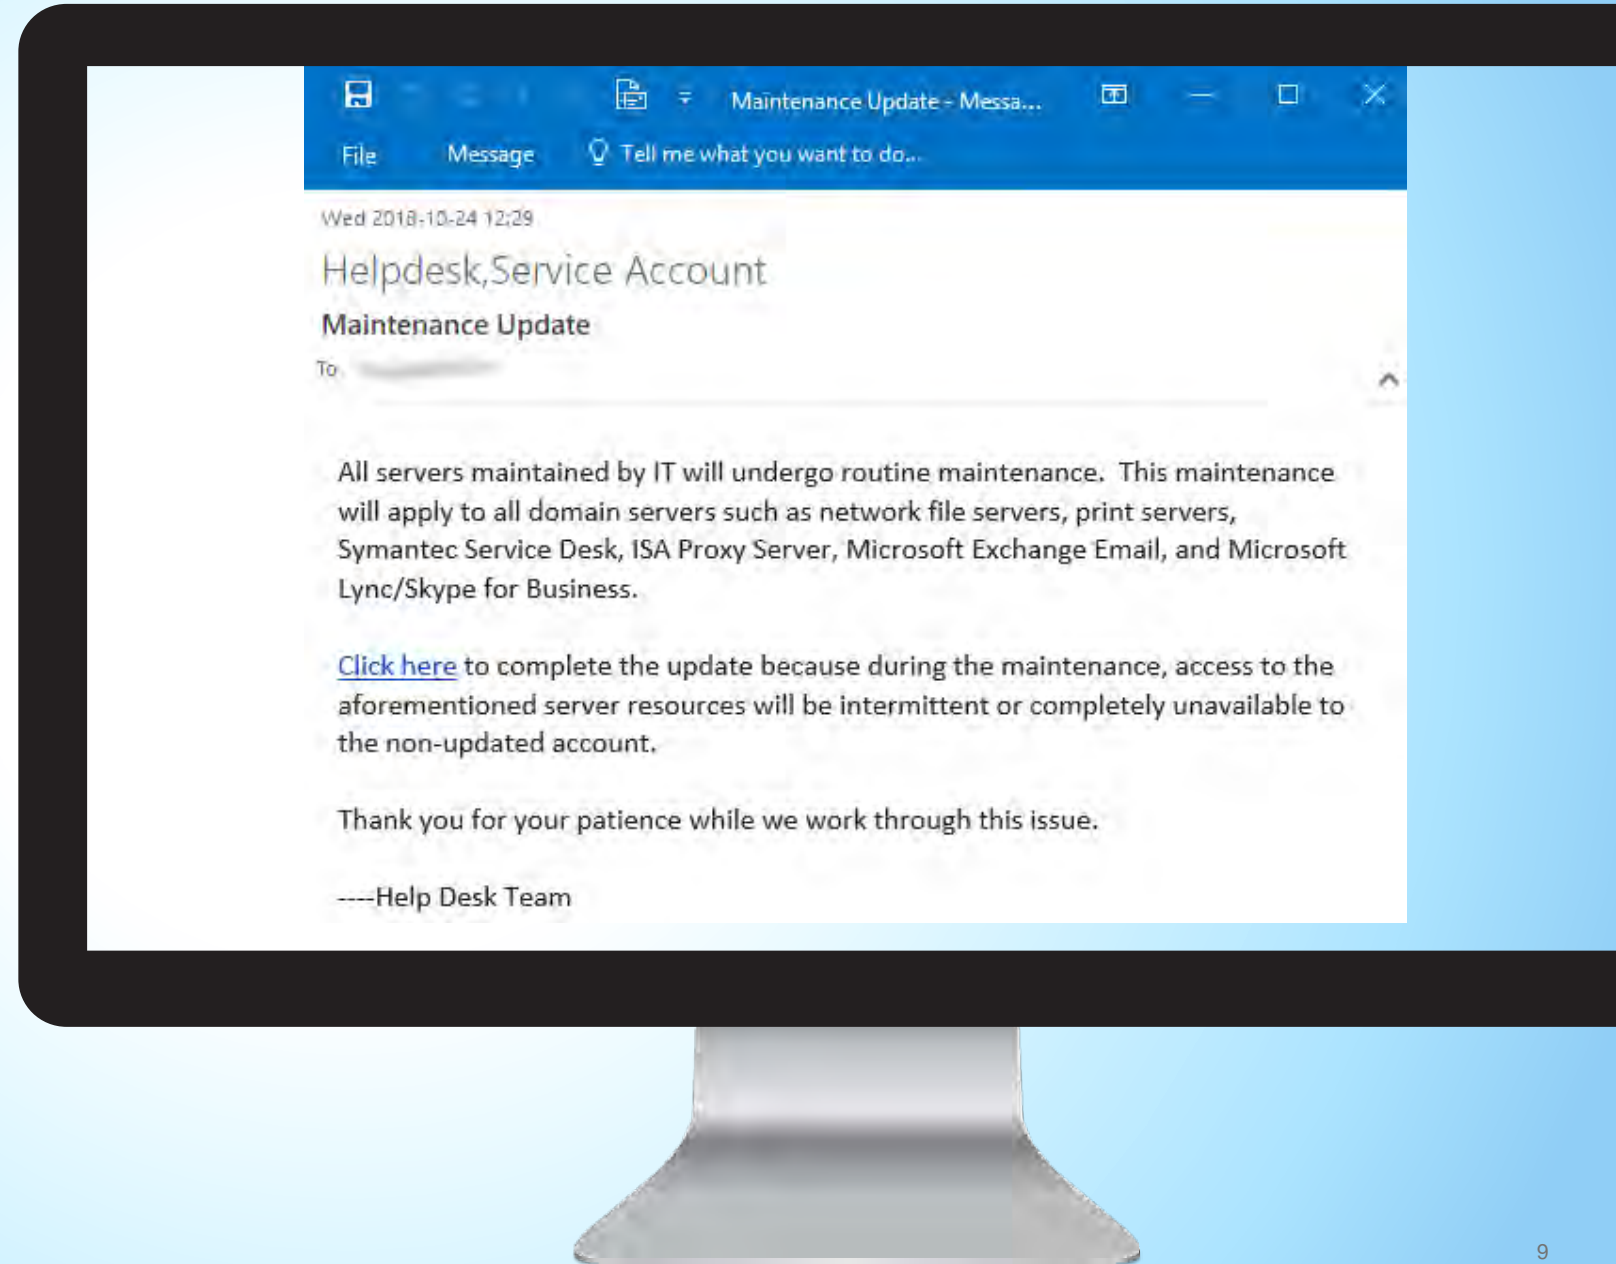 Maintenance Update - Messa...
File Message Tell me what you want to do...
Wed 2018-10-24 12:29
Helpdesk,Service Account
Maintenance Update
To
All servers maintained by IT will undergo routine maintenance.  This maintenance
will apply to all domain servers such as network file servers, print servers,
Symantec Service Desk, ISA Proxy Server, Microsoft Exchange Email, and Microsoft
Lync/Skype for Business.
Click here to complete the update because during the maintenance, access to the
aforementioned server resources will be intermittent or completely unavailable to
the non-updated account.
Thank you for your patience while we work through this issue.
----Help Desk Team
9